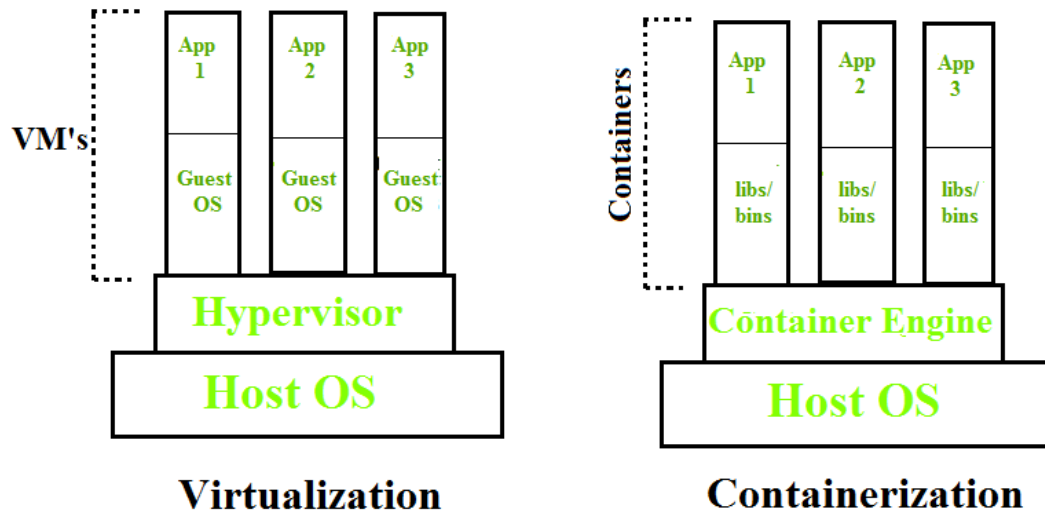 VM's
App
1
App
2
App
3
Guest
OS
Guest
OS
Guest
OS
Hypervisor
Host OS
Virtualization
Containers
App
1
App
2
App
3
libs/
bins
libs/
bins
libs/
bins
Container Engine
Host OS
Containerization